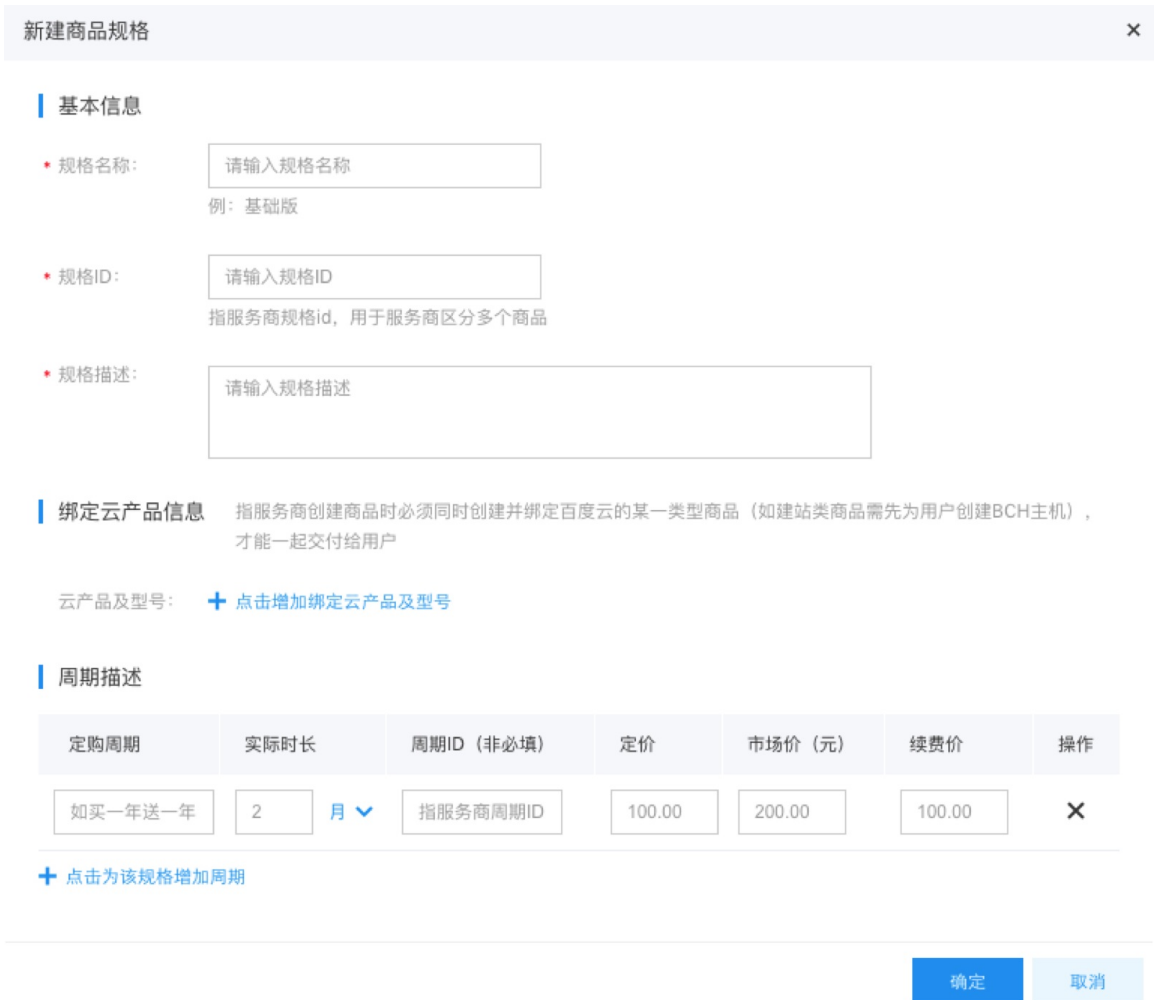 新建商品规格 ×
基本信息
* 规格名称: 请输入规格名称
例：基础版
* 规格ID: 请输入规格ID
指服务商规格id，用于服务商区分多个商品
* 规格描述: 请输入规格描述
绑定云产品信息 指服务商创建商品时必须同时创建并绑定百度云的某一类型商品（如建站类商品需先为用户创建BCH主机），
才能一起交付给用户
云产品及型号: + 点击增加绑定云产品及型号
周期描述
定购周期 实际时长 周期ID（非必填） 定价 市场价（元） 续费价 操作
如买一年送一年 2 月 指服务商周期ID 100.00 200.00 100.00 ×
+ 点击为该规格增加周期
确定 取消